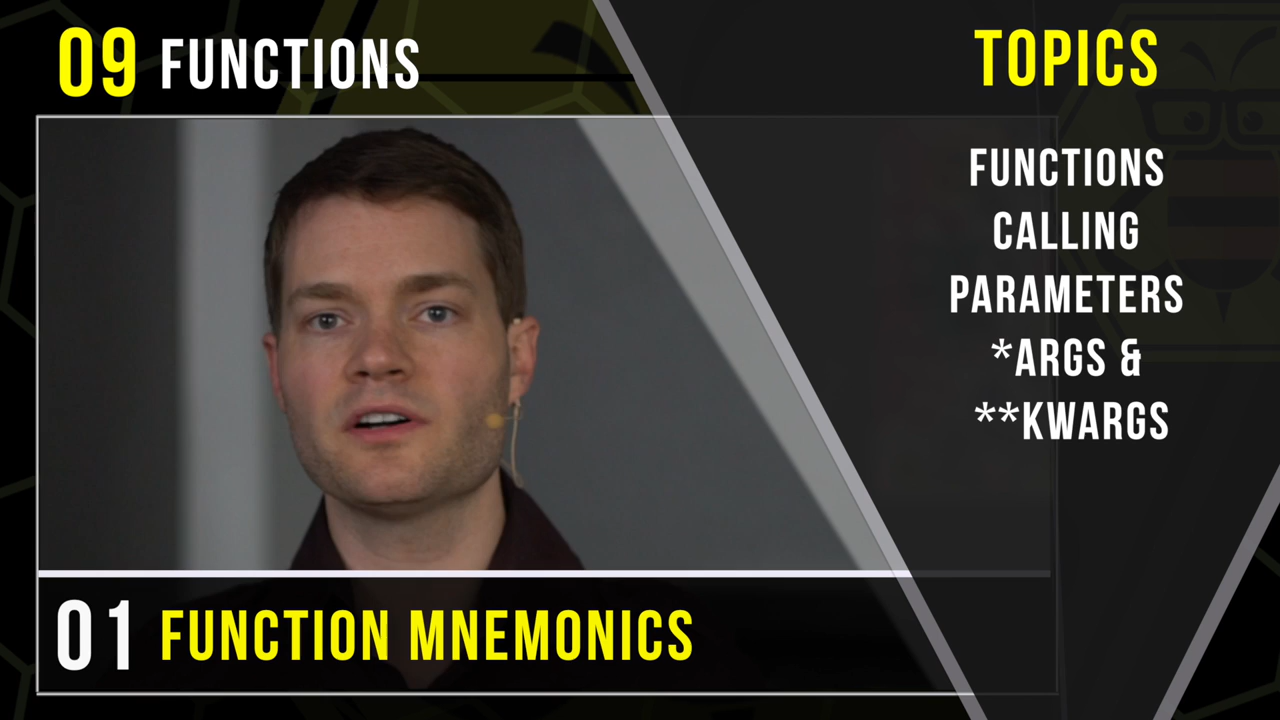 09 FUNCTIONS
01 FUNCTION MNEMONICS
TOPICS
FUNCTIONS
CALLING
PARAMETERS
*ARGS &
**KWARGS